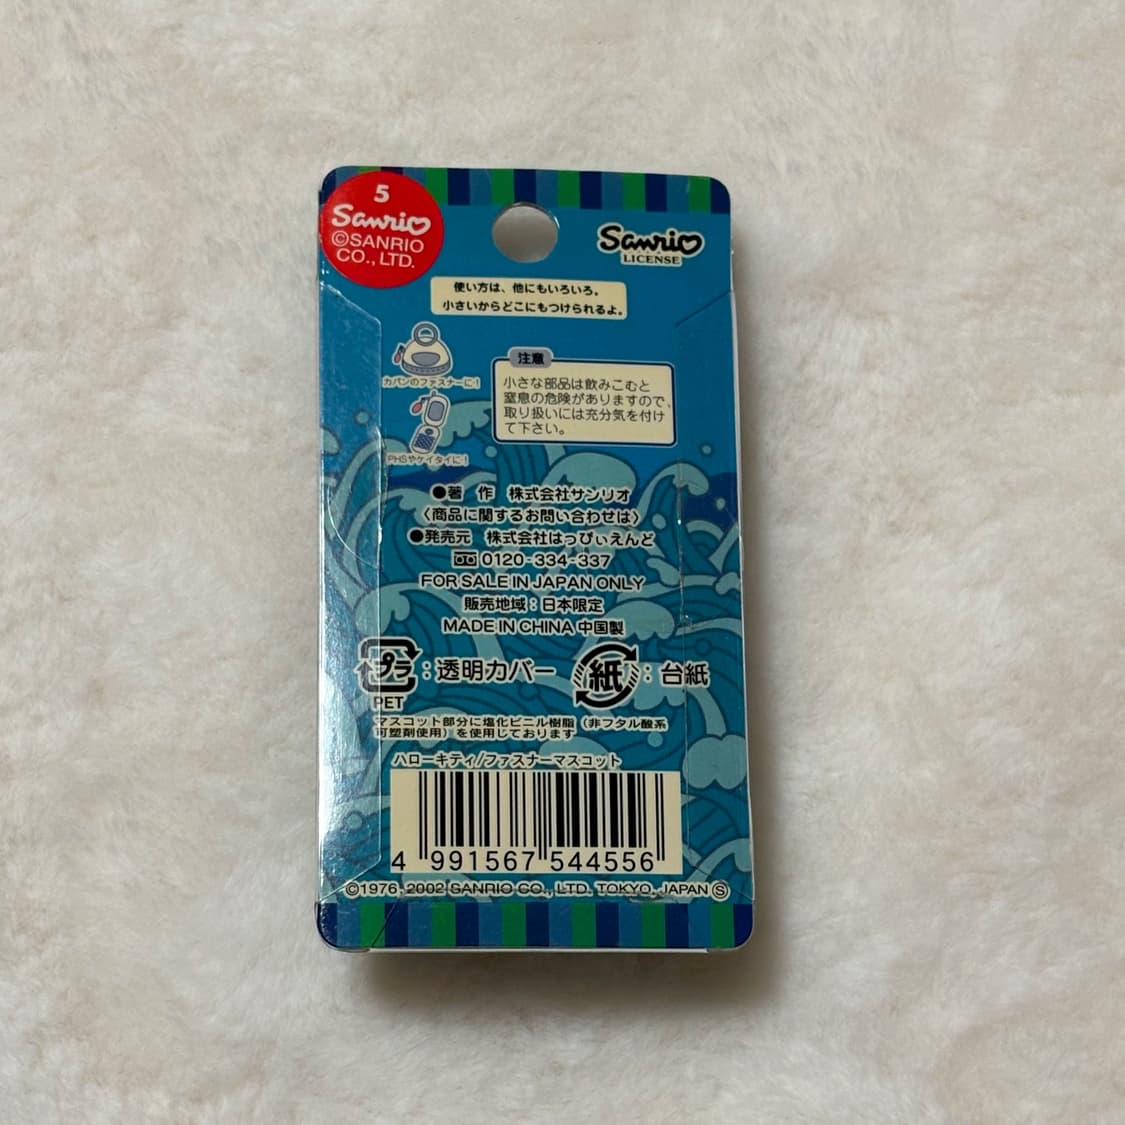 5
Sanrio
©SANRIO
CO., LTD.
Sanrio
LICENSE
使い方は、他にもいろいろ。
小さいからどこにもつけられるよ。
カバンのファスナーに！
PHSやケイタイに！
注意
小さな部品は飲みこむと
窒息の危険がありますので、
取り扱いには充分気を付け
て下さい。
●著　作　株式会社サンリオ
〈商品に関するお問い合わせは〉
●発売元　株式会社はっぴぃえんど
0120-334-337
FOR SALE IN JAPAN ONLY
販売地域：日本限定
MADE IN CHINA 中国製
プラ：透明カバー
PET
紙：台紙
マスコット部分に塩化ビニル樹脂（非フタル酸系
可塑剤使用）を使用しております
ハローキティ/ファスナーマスコット
4 991567 544556
©1976, 2002 SANRIO CO., LTD. TOKYO, JAPAN Ⓢ